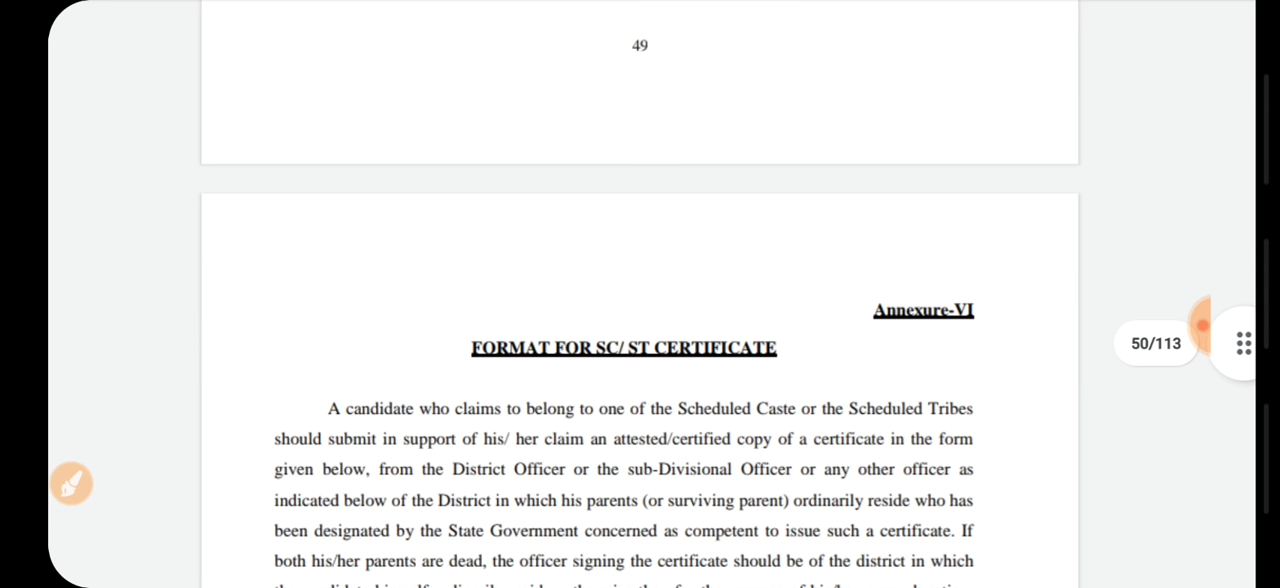 49
Annexure-VI
FORMAT FOR SC/ ST CERTIFICATE
50/113
A candidate who claims to belong to one of the Scheduled Caste or the Scheduled Tribes
should submit in support of his/ her claim an attested/certified copy of a certificate in the form
given below, from the District Officer or the sub-Divisional Officer or any other officer as
indicated below of the District in which his parents (or surviving parent) ordinarily reside who has
been designated by the State Government concerned as competent to issue such a certificate. If
both his/her parents are dead, the officer signing the certificate should be of the district in which